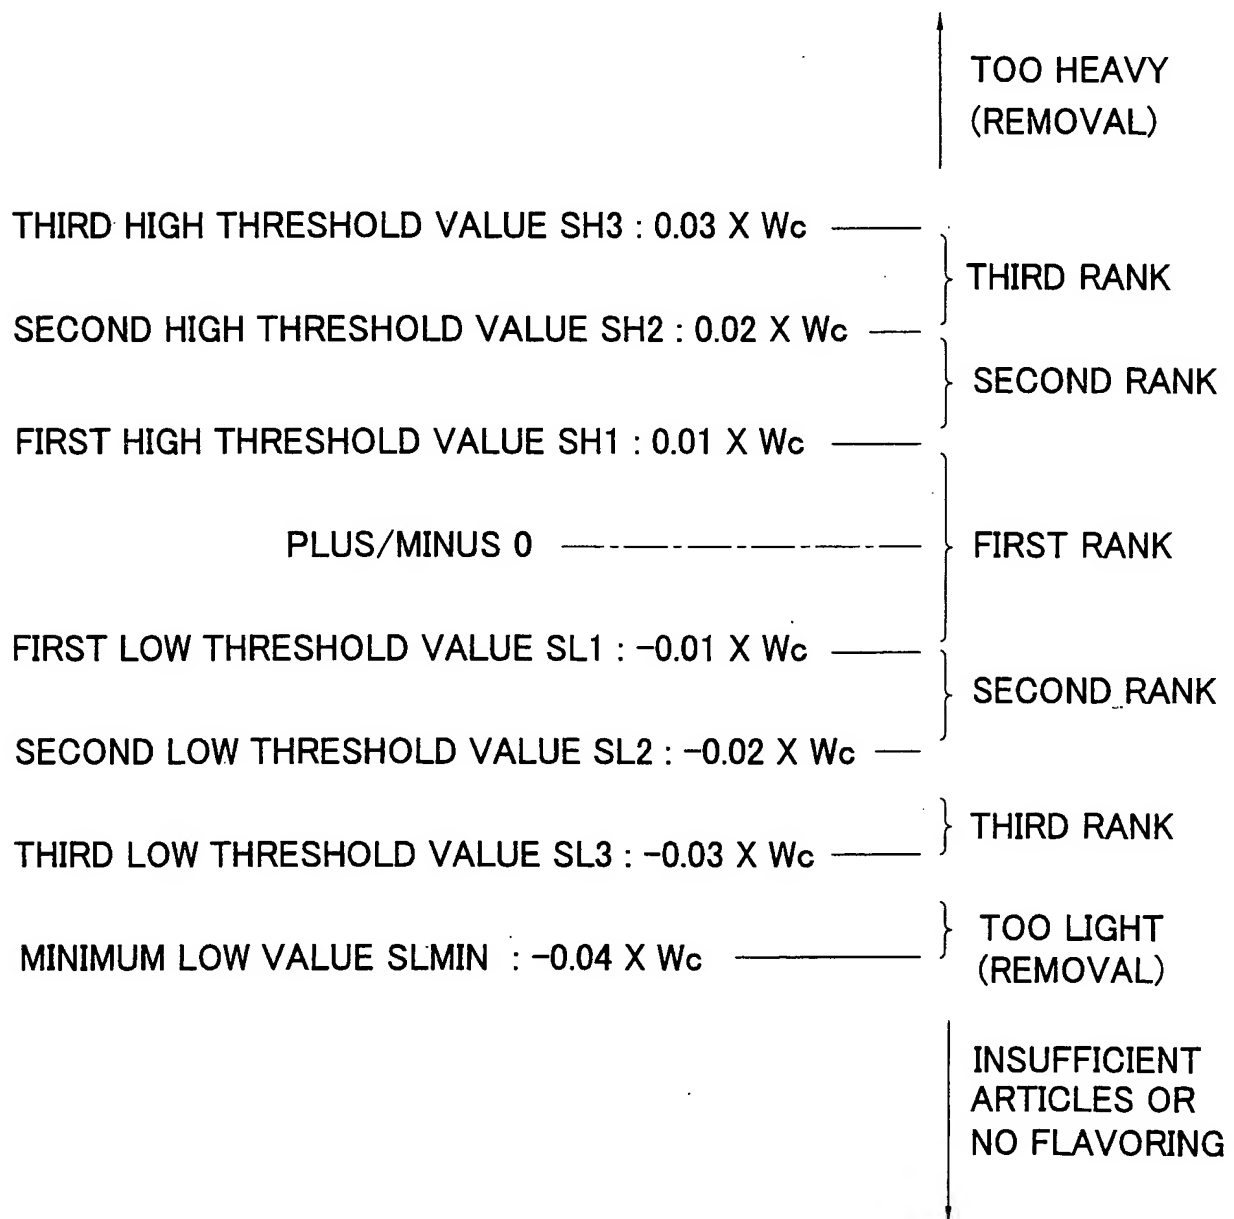 TOO HEAVY
(REMOVAL)
THIRD HIGH THRESHOLD VALUE SH3 : 0.03 X Wc
THIRD RANK
SECOND HIGH THRESHOLD VALUE SH2 : 0.02 X Wc
SECOND RANK
FIRST HIGH THRESHOLD VALUE SH1 : 0.01 X Wc
PLUS/MINUS 0
FIRST RANK
FIRST LOW THRESHOLD VALUE SL1 : -0.01 X Wc
SECOND RANK
SECOND LOW THRESHOLD VALUE SL2 : -0.02 X Wc
THIRD RANK
THIRD LOW THRESHOLD VALUE SL3 : -0.03 X Wc
TOO LIGHT
(REMOVAL)
MINIMUM LOW VALUE SLMIN : -0.04 X Wc
INSUFFICIENT
ARTICLES OR
NO FLAVORING